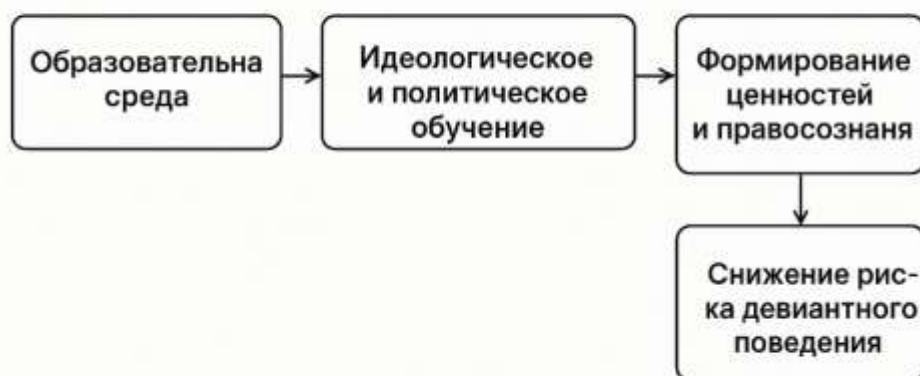 Образовательна
среда
Идеологическое
и политическое
обучение
Формирование
ценностей
и правосознаня
Снижение рис-
ка девиантного
поведения